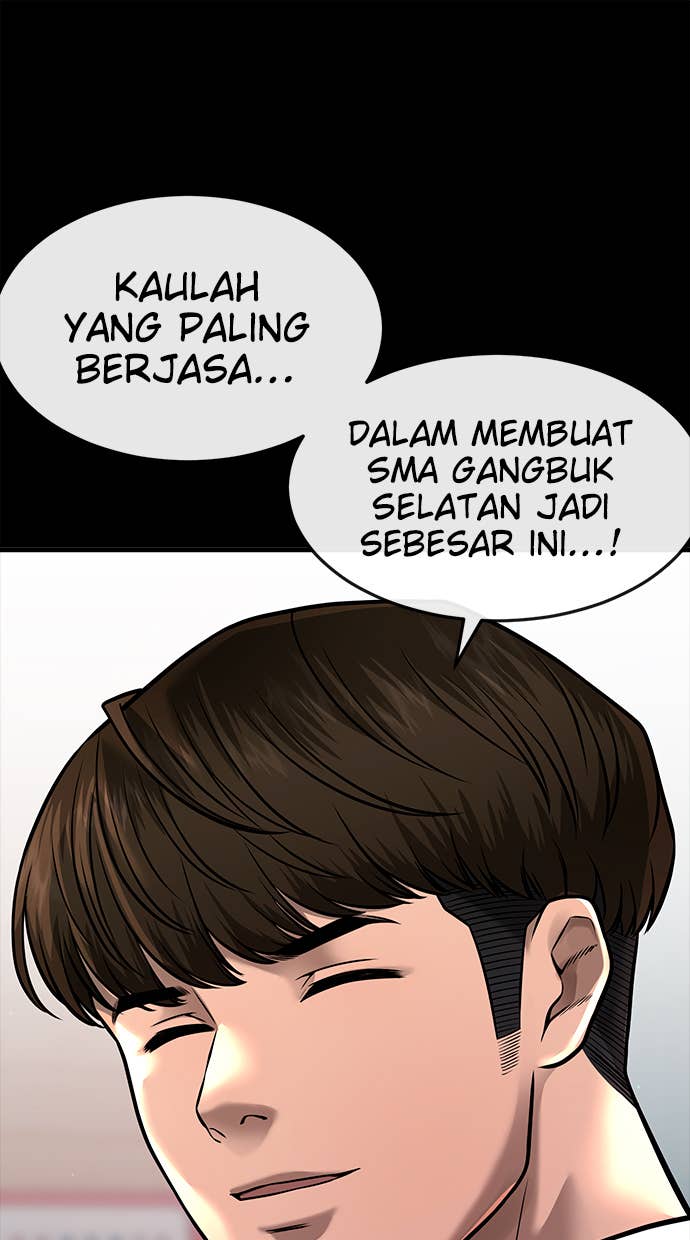 KAULAH
YANG PALING
BERJASA...
DALAM MEMBUAT
SMA GANGBUK
SELATAN JADI
SEBESAR INI...!